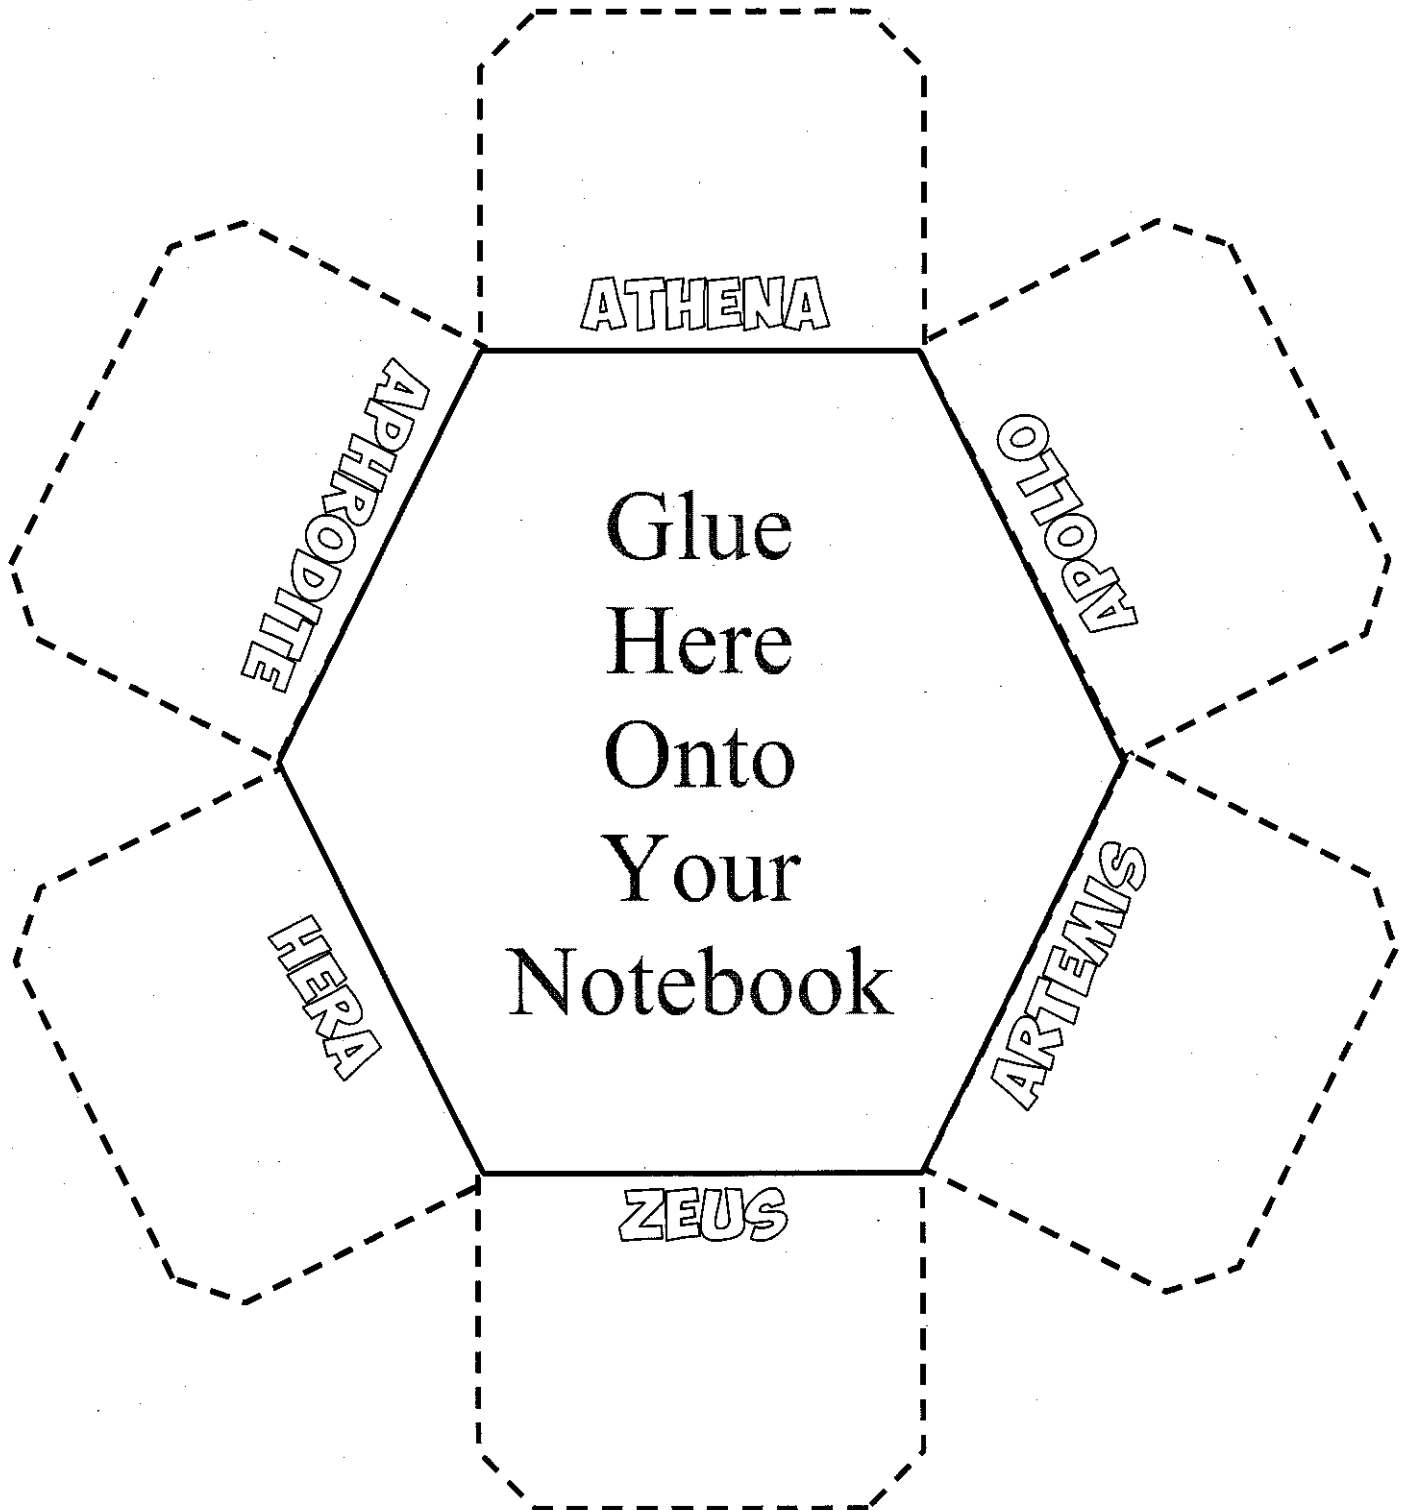 ATHENA
APHRODITE
APOLLO
Glue
Here
Onto
Your
Notebook
HERA
ARTEMIS
ZEUS